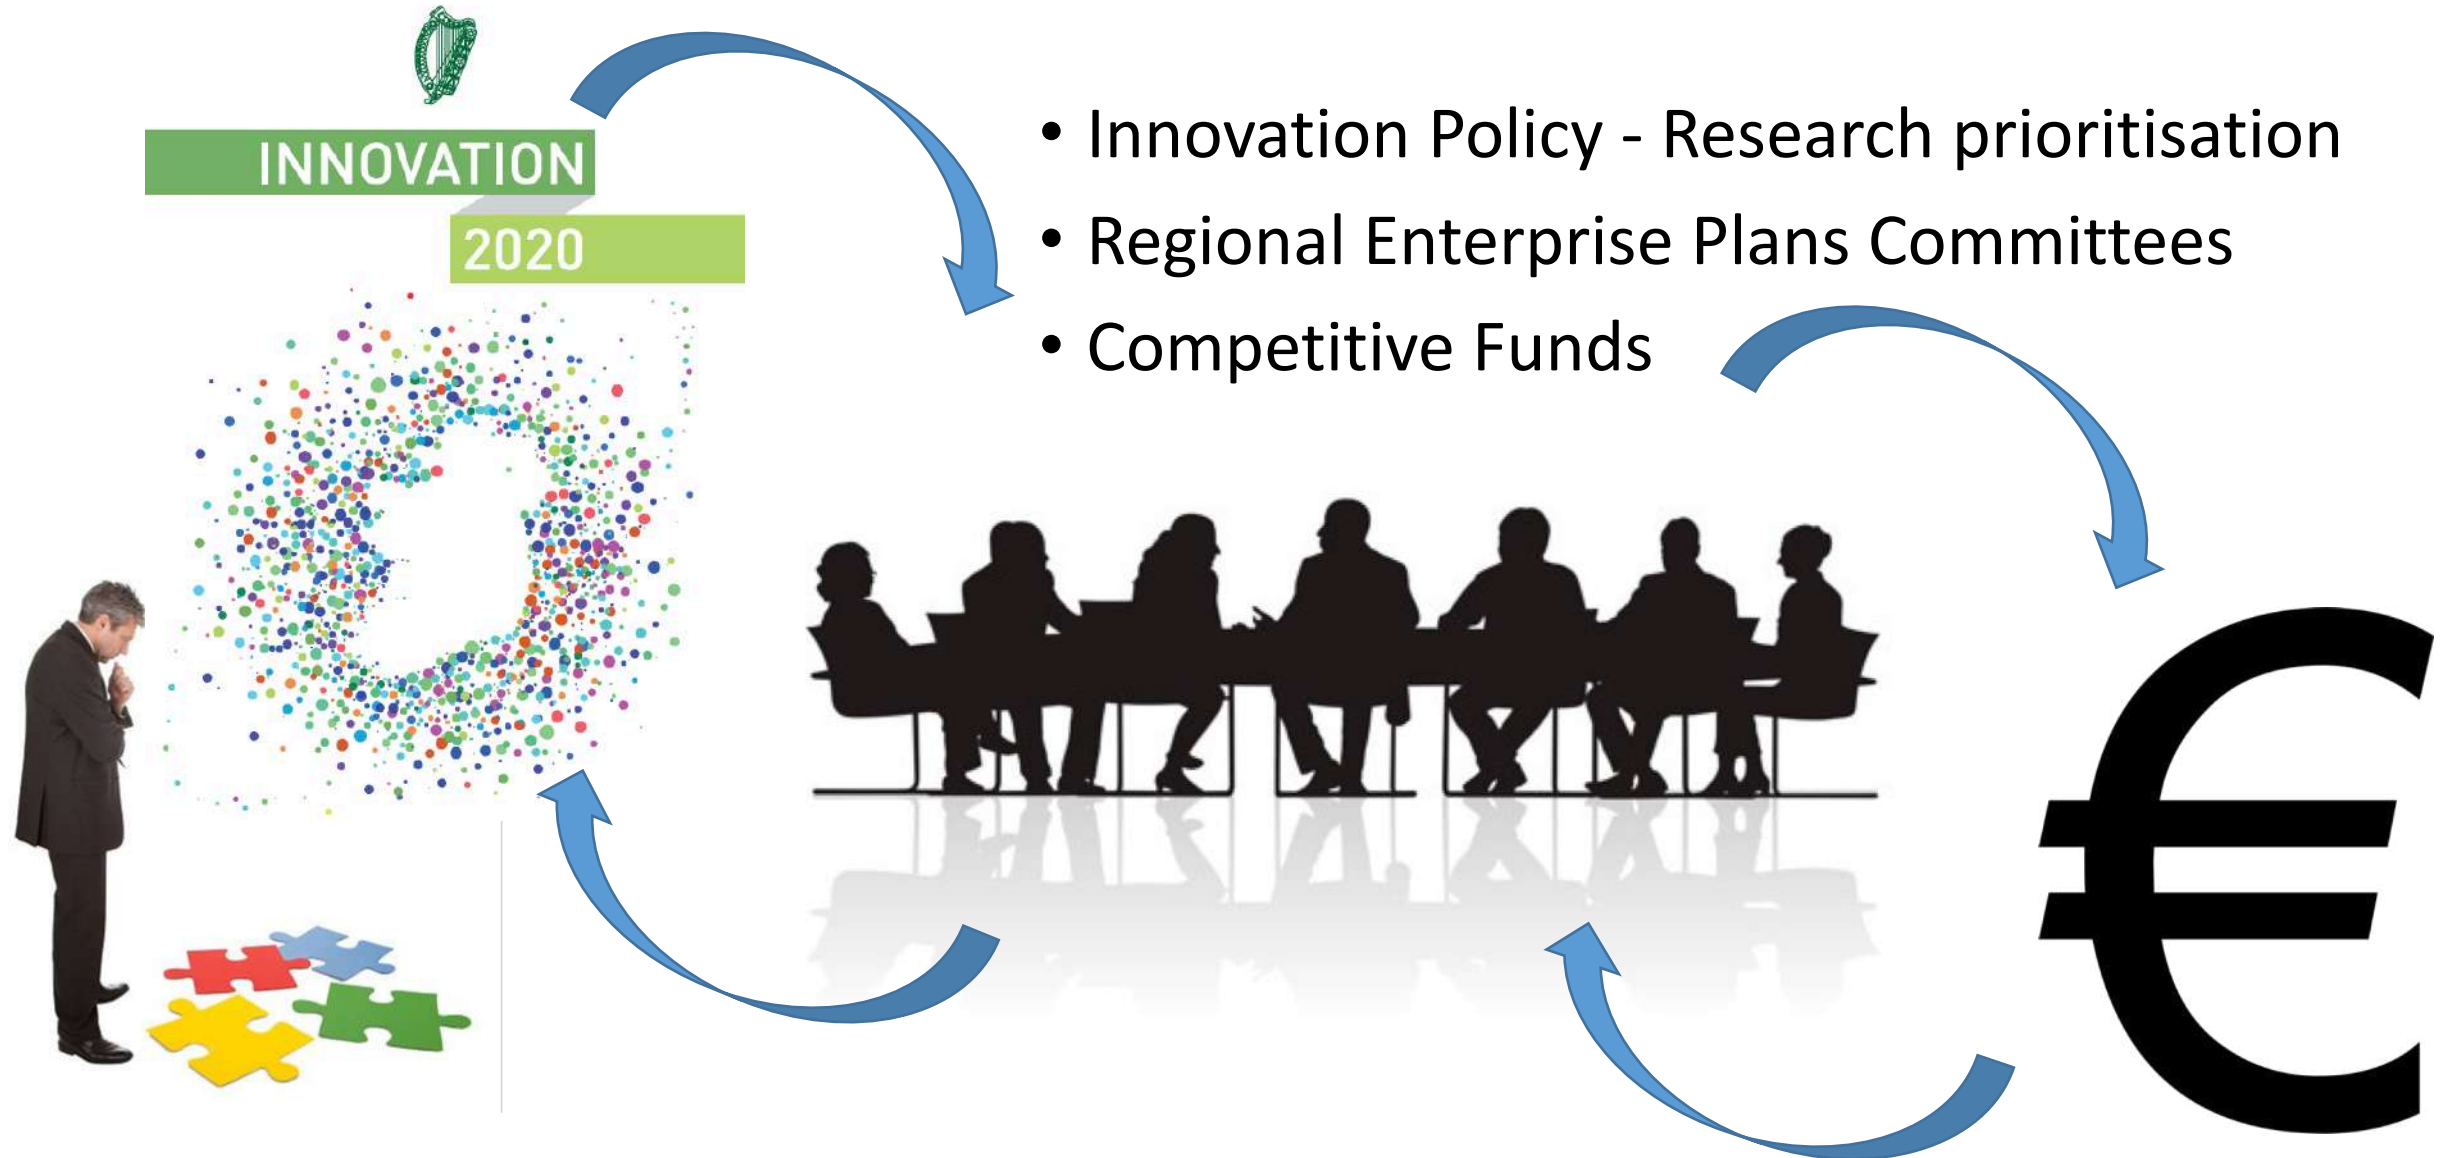 INNOVATION
2020
• Innovation Policy - Research prioritisation
• Regional Enterprise Plans Committees
• Competitive Funds
€